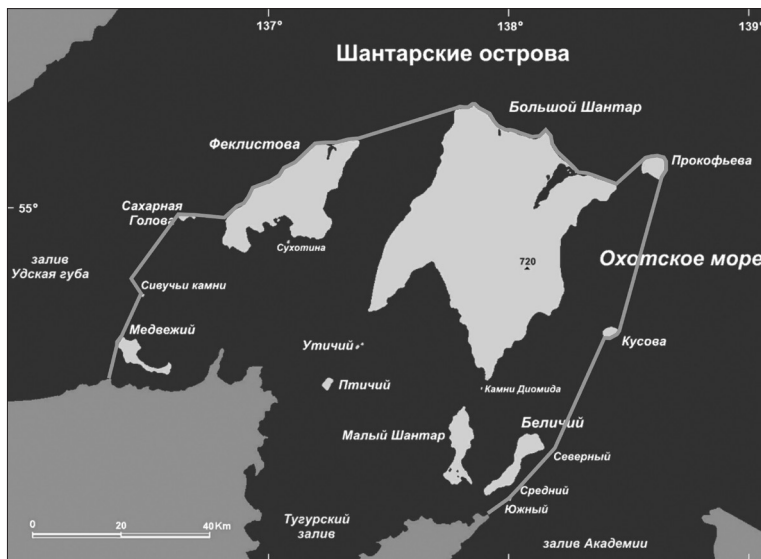 137°
138°
139°
Шантарские острова
Большой Шантар
Феклистова
Прокофьева
Сахарная
Голова
55°
Сухотина
залив
Удская губа
720
Охотское море
Сивучьи камни
Медвежий
Утичий
Кусова
Птичий
Камни Диомида
Малый Шантар
Беличий
Северный
Средний
Южный
Тугурский
залив
залив Академии
0 20 40 Km